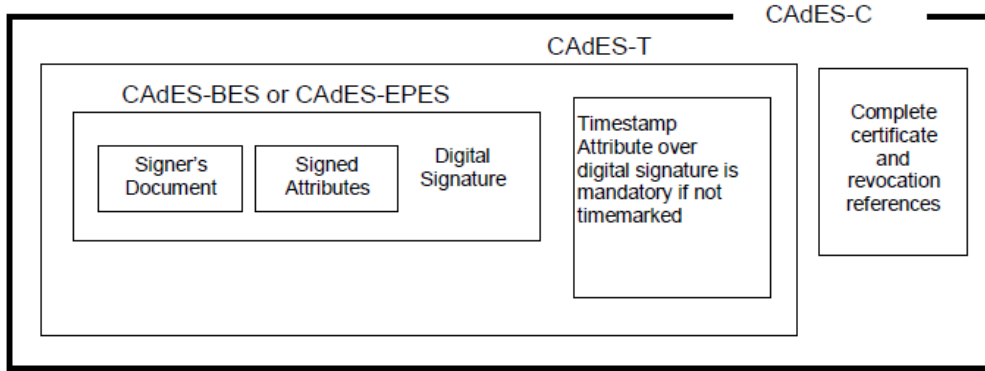 CAdES-C
CAdES-T
CAdES-BES or CAdES-EPES
Signer's
Document
Signed
Attributes
Digital
Signature
Timestamp
Attribute over
digital signature is
mandatory if not
timemarked
Complete
certificate
and
revocation
references